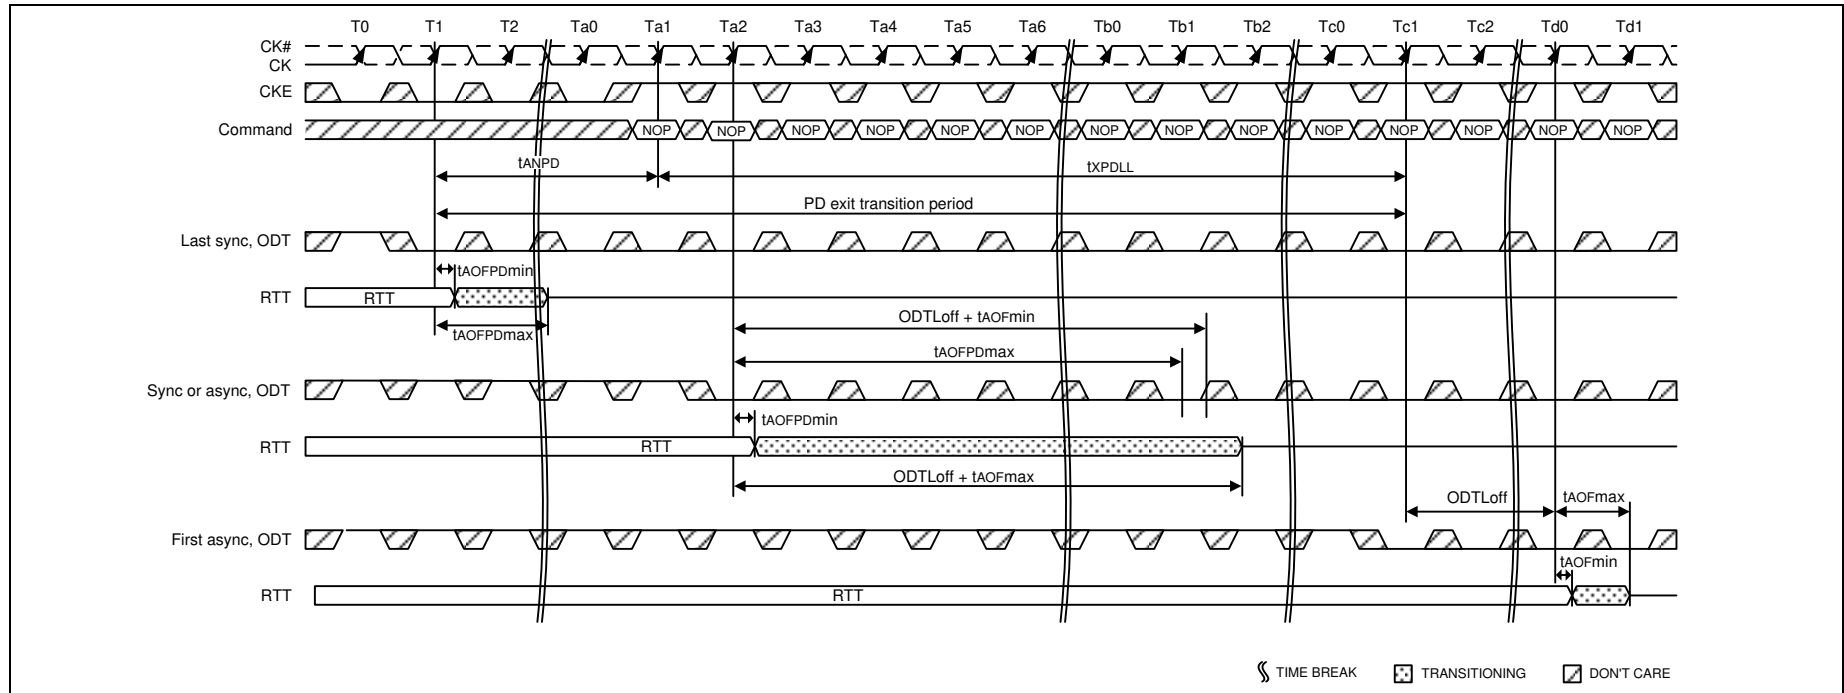 T0 T1 T2 Ta0 Ta1 Ta2 Ta3 Ta4 Ta5 Ta6 Tb0 Tb1 Tb2 Tc0 Tc1 Tc2 Td0 Td1
CK#
CK
CKE
Command NOP NOP NOP NOP NOP NOP NOP NOP NOP NOP NOP NOP NOP NOP
tANPD tXPDLL
PD exit transition period
Last sync, ODT
tAOFPDmin
RTT RTT
tAOFPDmax
ODTLoff + tAOFmin
tAOFPDmax
Sync or async, ODT
tAOFPDmin
RTT RTT
ODTLoff + tAOFmax
ODTLoff tAOFmax
First async, ODT
tAOFmin
RTT RTT
TIME BREAK TRANSITIONING DON'T CARE